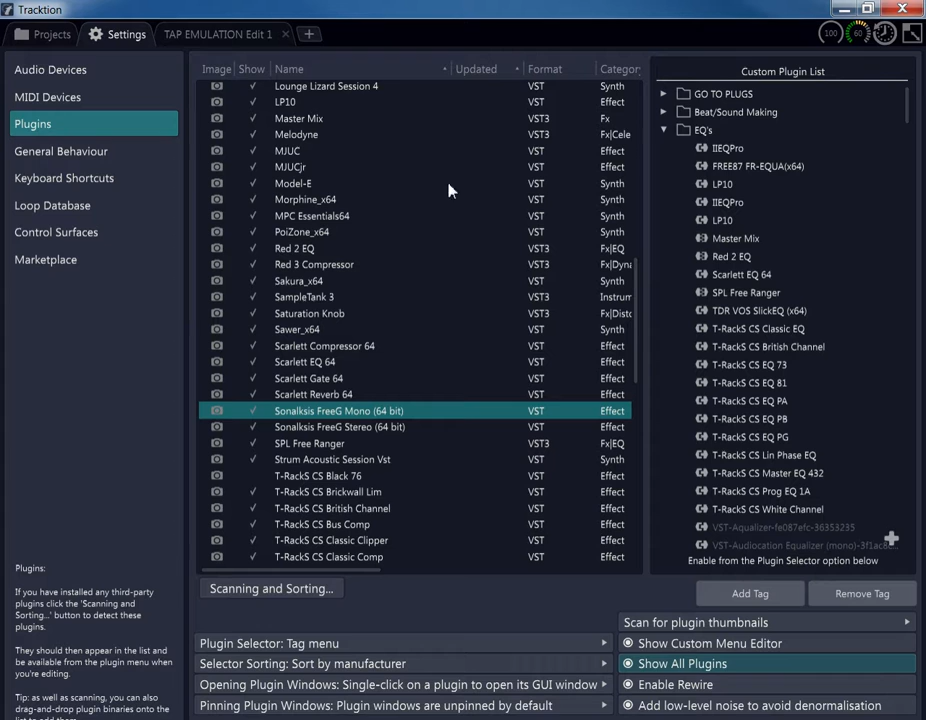 Tracktion
Projects
Settings
TAP EMULATION Edit 1
100
60
Audio Devices
MIDI Devices
Plugins
General Behaviour
Keyboard Shortcuts
Loop Database
Control Surfaces
Marketplace
Plugins:
If you have installed any third-party
plugins click the 'Scanning and
Sorting...' button to detect these
plugins.
They should then appear in the list and
be available from the plugin menu when
you're editing.
Tip: as well as scanning, you can also
drag-and-drop plugin binaries onto the
Image Show Name Updated Format Categor
Lounge Lizard Session 4 VST Synth
LP10 VST Effect
Master Mix VST3 Fx
Melodyne VST3 Fx|Cele
MJUC VST Effect
MJUCjr VST Effect
Model-E VST Synth
Morphine_x64 VST Synth
MPC Essentials64 VST Synth
PoiZone_x64 VST Synth
Red 2 EQ VST3 Fx|EQ
Red 3 Compressor VST3 Fx|Dyna
Sakura_x64 VST Synth
SampleTank 3 VST3 Instrum
Saturation Knob VST3 Fx|Disto
Sawer_x64 VST Synth
Scarlett Compressor 64 VST Effect
Scarlett EQ 64 VST Effect
Scarlett Gate 64 VST Effect
Scarlett Reverb 64 VST Effect
Sonalksis FreeG Mono (64 bit) VST Effect
Sonalksis FreeG Stereo (64 bit) VST Effect
SPL Free Ranger VST3 Fx|EQ
Strum Acoustic Session Vst VST Synth
T-RackS CS Black 76 VST Effect
T-RackS CS Brickwall Lim VST Effect
T-RackS CS British Channel VST Effect
T-RackS CS Bus Comp VST Effect
T-RackS CS Classic Clipper VST Effect
T-RackS CS Classic Comp VST Effect
Scanning and Sorting...
Plugin Selector: Tag menu
Selector Sorting: Sort by manufacturer
Opening Plugin Windows: Single-click on a plugin to open its GUI window
Pinning Plugin Windows: Plugin windows are unpinned by default
Custom Plugin List
GO TO PLUGS
Beat/Sound Making
EQ's
IIEQPro
FREE87 FR-EQUA(x64)
LP10
IIEQPro
LP10
Master Mix
Red 2 EQ
Scarlett EQ 64
SPL Free Ranger
TDR VOS SlickEQ (x64)
T-RackS CS Classic EQ
T-RackS CS British Channel
T-RackS CS EQ 73
T-RackS CS EQ 81
T-RackS CS EQ PA
T-RackS CS EQ PB
T-RackS CS EQ PG
T-RackS CS Lin Phase EQ
T-RackS CS Master EQ 432
T-RackS CS Prog EQ 1A
T-RackS CS White Channel
VST-Aqualizer-fe087efc-36353235
VST-Audiocation Equalizer (mono)-3f1ac8c...
Enable from the Plugin Selector option below
Add Tag
Remove Tag
Scan for plugin thumbnails
Show Custom Menu Editor
Show All Plugins
Enable Rewire
Add low-level noise to avoid denormalisation